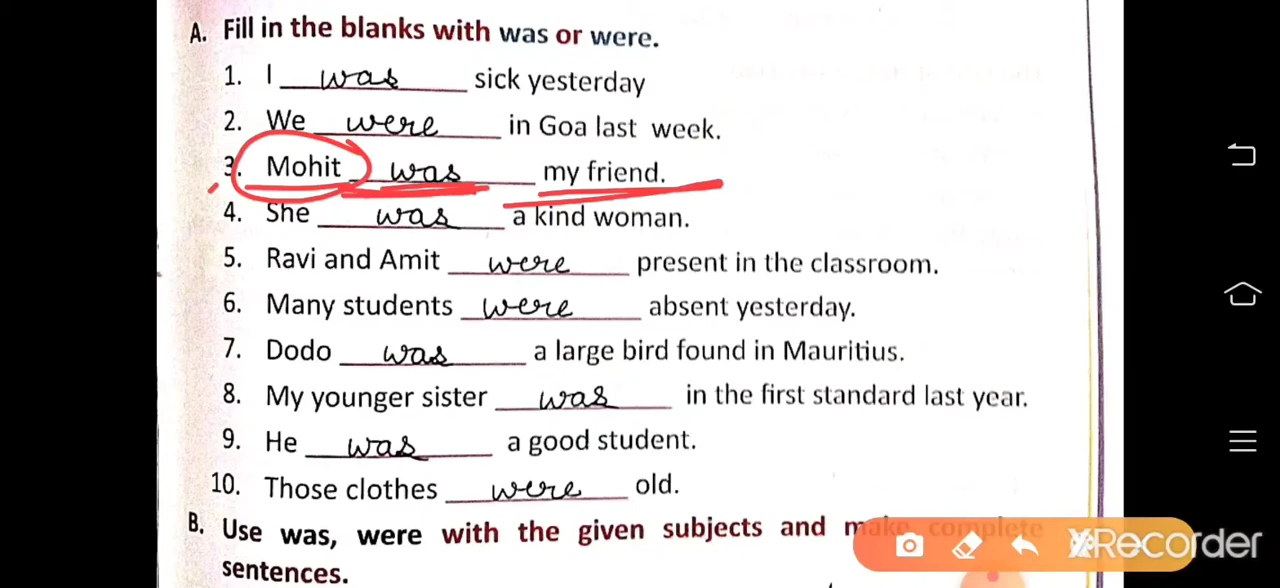 A. Fill in the blanks with was or were.
1. I was sick yesterday
2. We were in Goa last week.
3. Mohit was my friend.
4. She was a kind woman.
5. Ravi and Amit were present in the classroom.
6. Many students were absent yesterday.
7. Dodo was a large bird found in Mauritius.
8. My younger sister was in the first standard last year.
9. He was a good student.
10. Those clothes were old.
B. Use was, were with the given subjects and make complete
sentences.
XRecorder